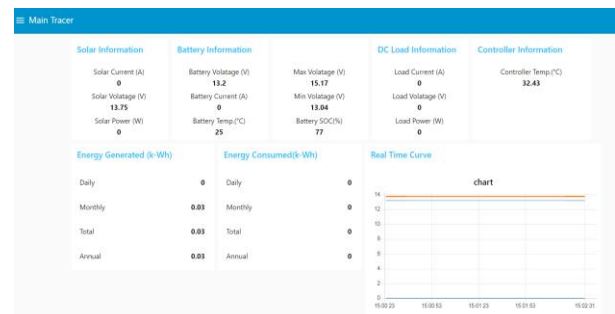 Main Tracer
Solar Information
Solar Current (A)
0
Solar Volatage (V)
13.75
Solar Power (W)
0
Battery Information
Battery Volatage (V)
13.2
Battery Current (A)
0
Battery Temp.(°C)
25
Max Volatage (V)
15.17
Min Volatage (V)
13.04
Battery SOC(%)
77
DC Load Information
Load Current (A)
0
Load Volatage (V)
0
Load Power (W)
0
Controller Information
Controller Temp.(°C)
32.43
Energy Generated (k-Wh)
Daily 0
Monthly 0.03
Total 0.03
Annual 0.03
Energy Consumed(k-Wh)
Daily 0
Monthly 0
Total 0
Annual 0
Real Time Curve
chart
14
12
10
8
6
4
2
0
15:00:23 15:00:53 15:01:23 15:01:53 15:02:31